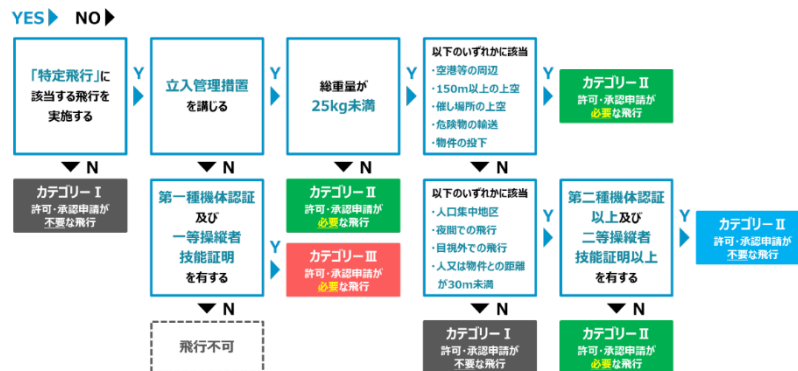 YES NO
「特定飛行」に
該当する飛行を
実施する
Y
立入管理措置
を講じる
Y
総重量が
25kg未満
Y
以下のいずれかに該当
・空港等の周辺
・150m以上の上空
・催し場所の上空
・危険物の輸送
・物件の投下
Y
カテゴリーⅡ
許可・承認申請が
必要な飛行
N
N
N
N
カテゴリーⅠ
許可・承認申請が
不要な飛行
第一種機体認証
及び
一等操縦者
技能証明
を有する
Y
カテゴリーⅡ
許可・承認申請が
必要な飛行
カテゴリーⅢ
許可・承認申請が
必要な飛行
以下のいずれかに該当
・人口集中地区
・夜間での飛行
・目視外での飛行
・人又は物件との距離
が30m未満
Y
第二種機体認証
以上及び
二等操縦者
技能証明以上
を有する
Y
カテゴリーⅡ
許可・承認申請が
不要な飛行
N
N
N
飛行不可
カテゴリーⅠ
許可・承認申請が
不要な飛行
カテゴリーⅡ
許可・承認申請が
必要な飛行